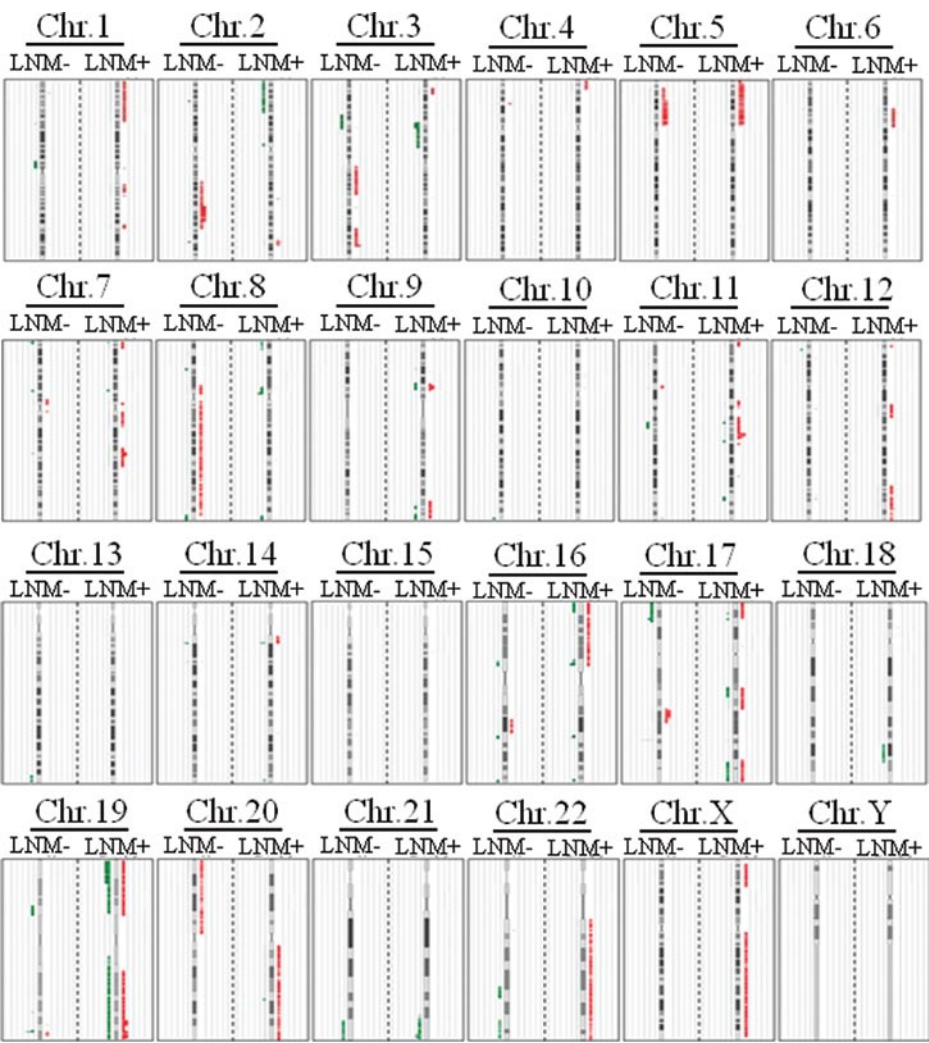 Chr.1 Chr.2 Chr.3 Chr.4 Chr.5 Chr.6
LNM- LNM+ LNM- LNM+ LNM- LNM+ LNM- LNM+ LNM- LNM+ LNM- LNM+
Chr.7 Chr.8 Chr.9 Chr.10 Chr.11 Chr.12
LNM- LNM+ LNM- LNM+ LNM- LNM+ LNM- LNM+ LNM- LNM+ LNM- LNM+
Chr.13 Chr.14 Chr.15 Chr.16 Chr.17 Chr.18
LNM- LNM+ LNM- LNM+ LNM- LNM+ LNM- LNM+ LNM- LNM+ LNM- LNM+
Chr.19 Chr.20 Chr.21 Chr.22 Chr.X Chr.Y
LNM- LNM+ LNM- LNM+ LNM- LNM+ LNM- LNM+ LNM- LNM+ LNM- LNM+